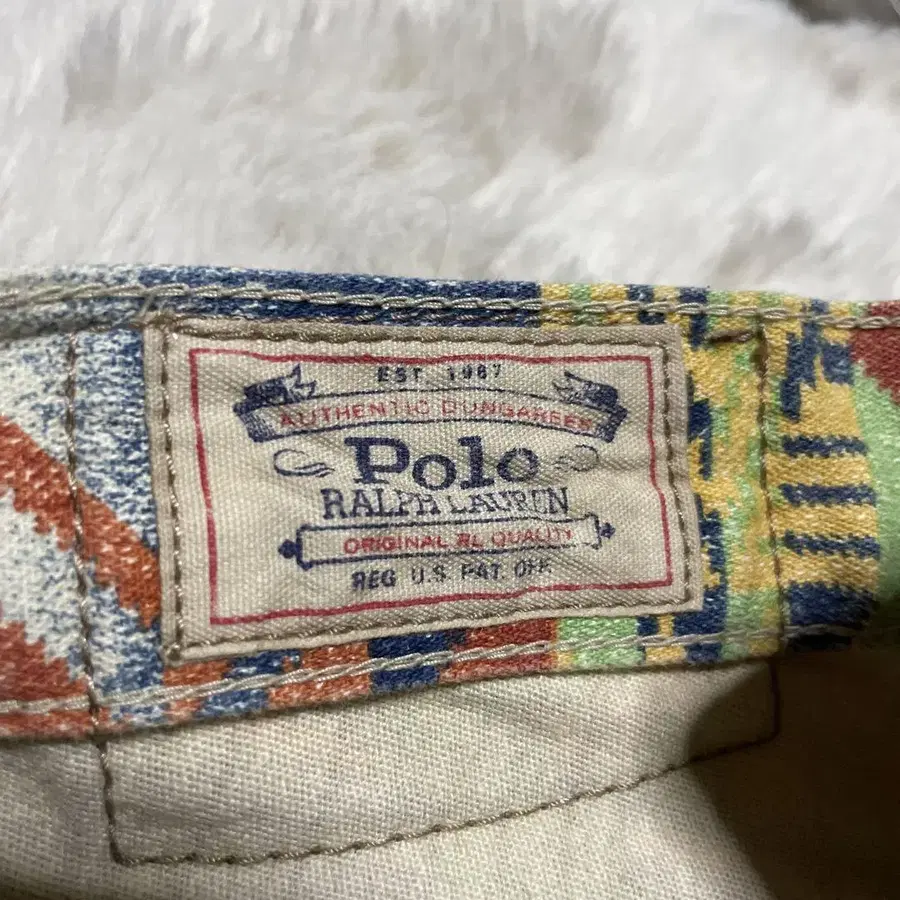 EST 1967
AUTHENTIC DUNGAREES
Polo
RALPH LAUREN
ORIGINAL RL QUALITY
REG U.S. PAT. OFF.